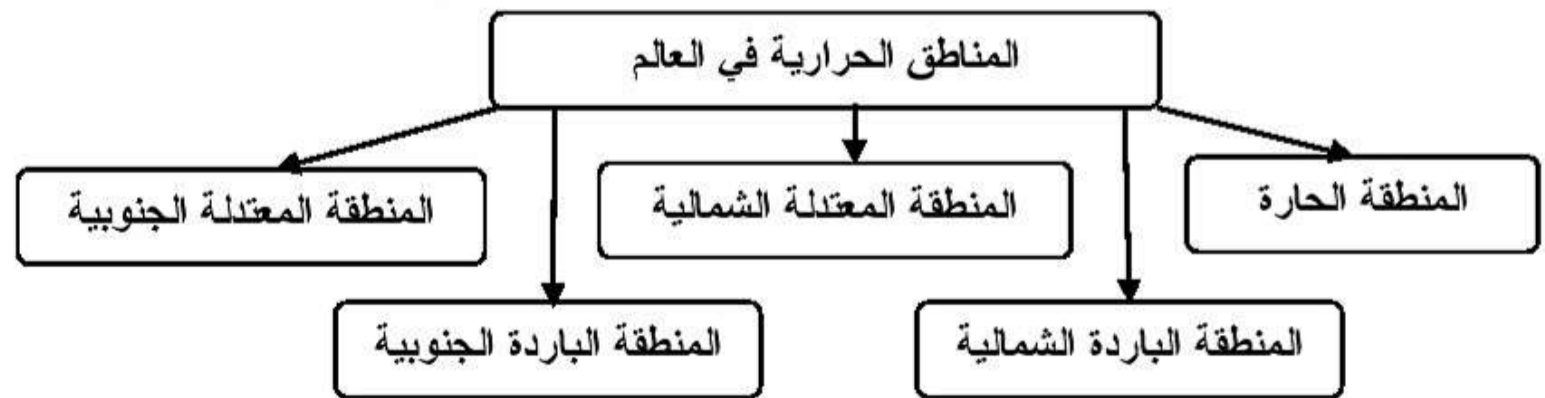 المناطق الحرارية في العالم
المنطقة الحارة
المنطقة المعتدلة الشمالية
المنطقة المعتدلة الجنوبية
المنطقة الباردة الشمالية
المنطقة الباردة الجنوبية